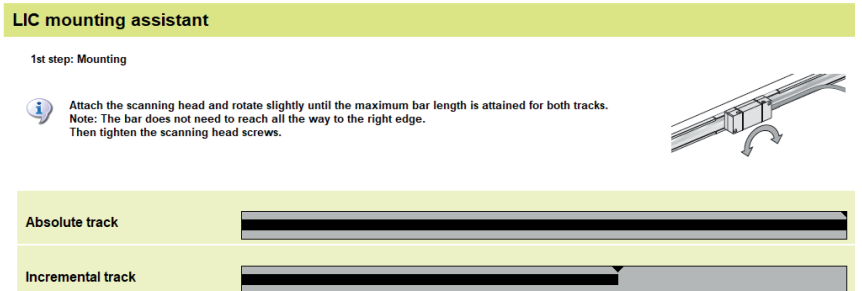 LIC mounting assistant
1st step: Mounting
Attach the scanning head and rotate slightly until the maximum bar length is attained for both tracks.
Note: The bar does not need to reach all the way to the right edge.
Then tighten the scanning head screws.
Absolute track
Incremental track